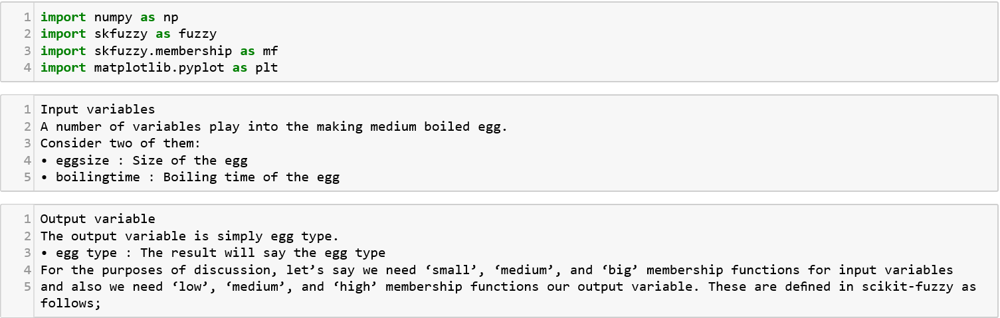 1 import numpy as np
2 import skfuzzy as fuzzy
3 import skfuzzy.membership as mf
4 import matplotlib.pyplot as plt
1 Input variables
2 A number of variables play into the making medium boiled egg.
3 Consider two of them:
4 • eggsize : Size of the egg
5 • boilingtime : Boiling time of the egg
1 Output variable
2 The output variable is simply egg type.
3 • egg type : The result will say the egg type
4 For the purposes of discussion, let’s say we need ‘small’, ‘medium’, and ‘big’ membership functions for input variables
5 and also we need ‘low’, ‘medium’, and ‘high’ membership functions our output variable. These are defined in scikit-fuzzy as
follows;